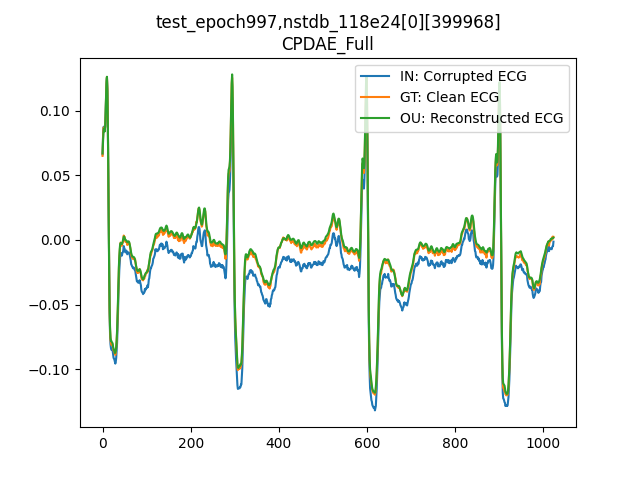 test_epoch997,nstdb_118e24[0][399968]
CPDAE_Full
IN: Corrupted ECG
GT: Clean ECG
OU: Reconstructed ECG
0.10
0.05
0.00
−0.05
−0.10
0 200 400 600 800 1000